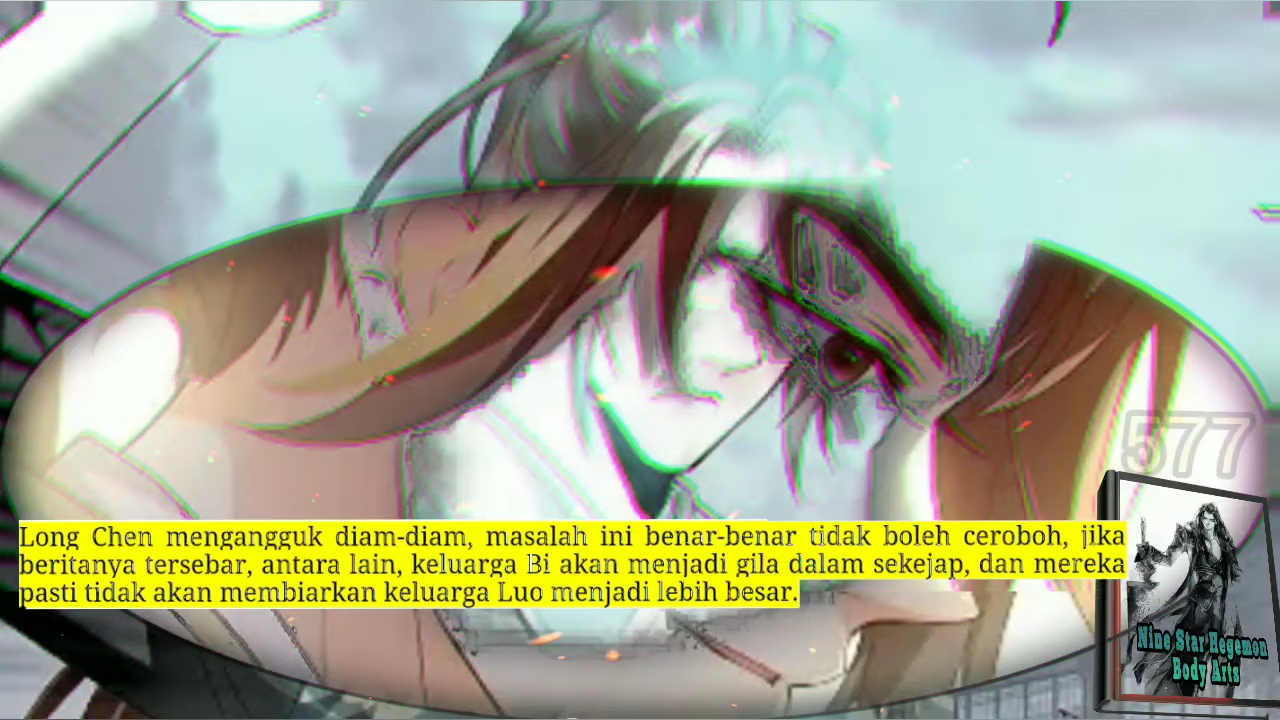 577
Long Chen mengangguk diam-diam, masalah ini benar-benar tidak boleh ceroboh, jika
beritanya tersebar, antara lain, keluarga Bi akan menjadi gila dalam sekejap, dan mereka
pasti tidak akan membiarkan keluarga Luo menjadi lebih besar.
Nine Star Hegemon
Body Arts